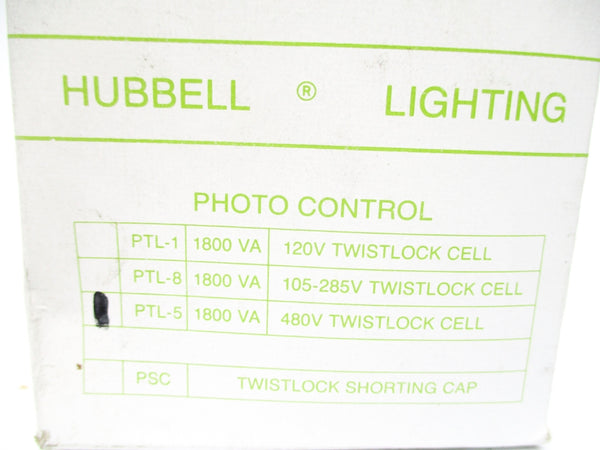 HUBBELL ® LIGHTING
PHOTO CONTROL
PTL-1 1800 VA 120V TWISTLOCK CELL
PTL-8 1800 VA 105-285V TWISTLOCK CELL
PTL-5 1800 VA 480V TWISTLOCK CELL
PSC TWISTLOCK SHORTING CAP